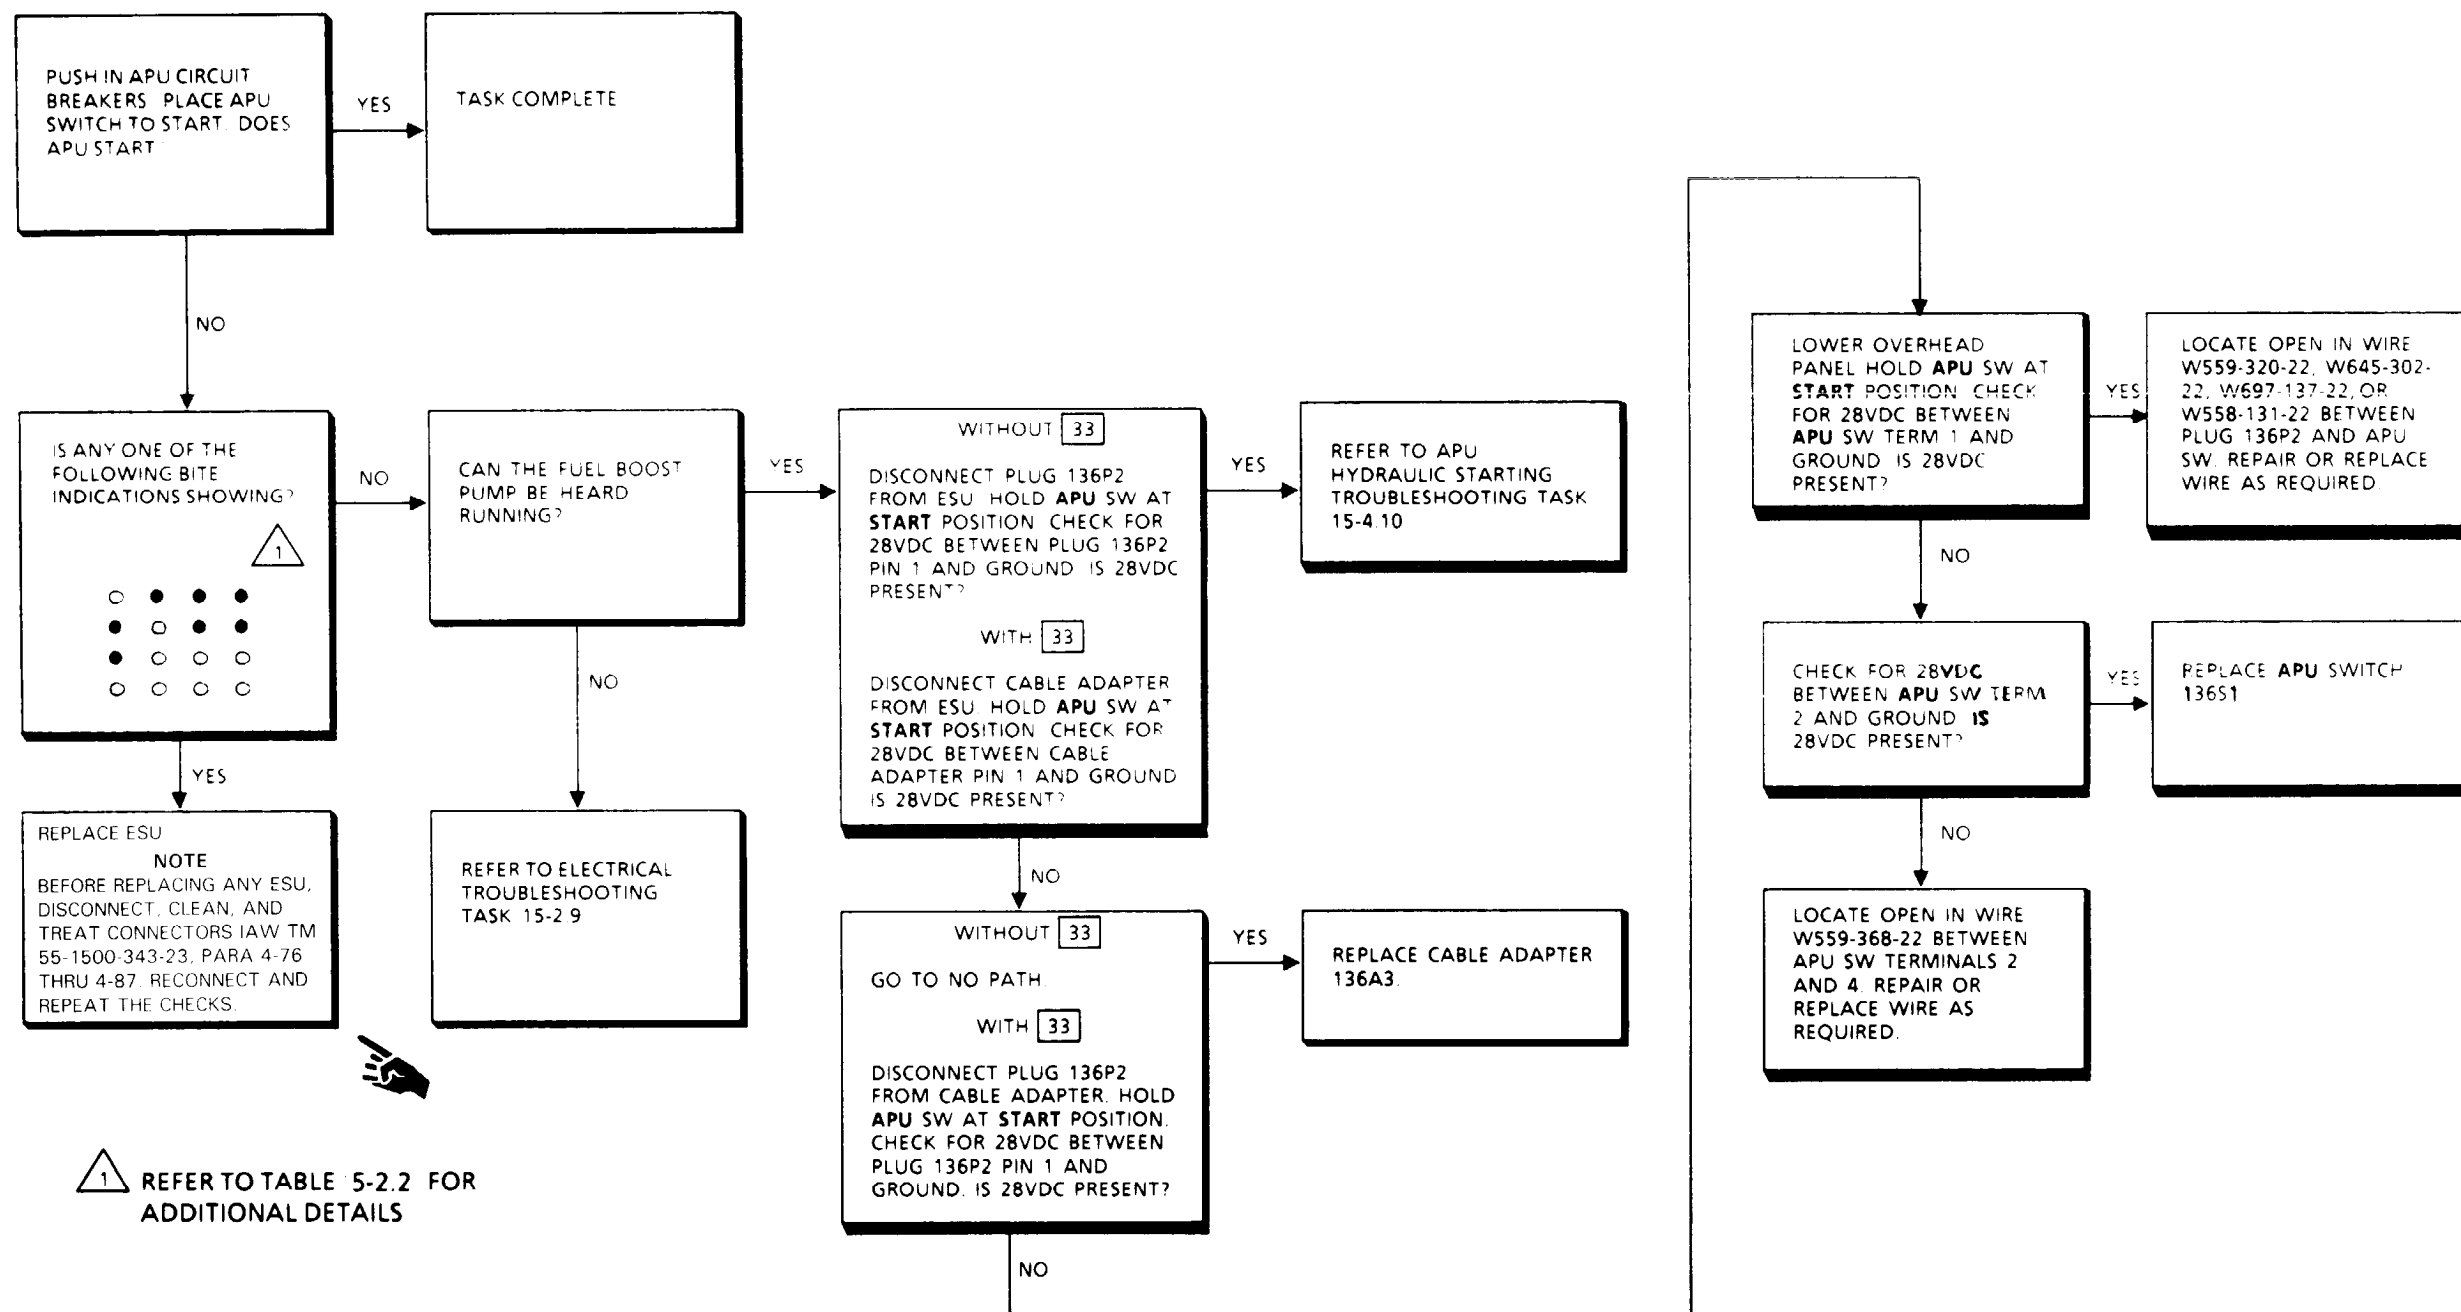 PUSH IN APU CIRCUIT
BREAKERS PLACE APU
SWITCH TO START. DOES
APU START
YES
TASK COMPLETE
NO
IS ANY ONE OF THE
FOLLOWING BITE
INDICATIONS SHOWING?
1
NO
CAN THE FUEL BOOST
PUMP BE HEARD
RUNNING?
YES
WITHOUT 33
DISCONNECT PLUG 136P2
FROM ESU. HOLD APU SW AT
START POSITION CHECK FOR
28VDC BETWEEN PLUG 136P2
PIN 1 AND GROUND IS 28VDC
PRESENT?
WITH 33
DISCONNECT CABLE ADAPTER
FROM ESU. HOLD APU SW AT
START POSITION CHECK FOR
28VDC BETWEEN CABLE
ADAPTER PIN 1 AND GROUND
IS 28VDC PRESENT?
YES
REFER TO APU
HYDRAULIC STARTING
TROUBLESHOOTING TASK
15-4.10
YES
REPLACE ESU
NOTE
BEFORE REPLACING ANY ESU,
DISCONNECT, CLEAN, AND
TREAT CONNECTORS IAW TM
55-1500-343-23, PARA 4-76
THRU 4-87. RECONNECT AND
REPEAT THE CHECKS.
NO
REFER TO ELECTRICAL
TROUBLESHOOTING
TASK 15-2.9
NO
WITHOUT 33
GO TO NO PATH.
WITH 33
DISCONNECT PLUG 136P2
FROM CABLE ADAPTER. HOLD
APU SW AT START POSITION.
CHECK FOR 28VDC BETWEEN
PLUG 136P2 PIN 1 AND
GROUND. IS 28VDC PRESENT?
YES
REPLACE CABLE ADAPTER
136A3.
NO
LOWER OVERHEAD
PANEL HOLD APU SW AT
START POSITION CHECK
FOR 28VDC BETWEEN
APU SW TERM 1 AND
GROUND IS 28VDC
PRESENT?
YES
LOCATE OPEN IN WIRE
W559-320-22, W645-302-
22, W697-137-22, OR
W558-131-22 BETWEEN
PLUG 136P2 AND APU
SW. REPAIR OR REPLACE
WIRE AS REQUIRED.
NO
CHECK FOR 28VDC
BETWEEN APU SW TERM
2 AND GROUND IS
28VDC PRESENT?
YES
REPLACE APU SWITCH
136S1
NO
LOCATE OPEN IN WIRE
W559-368-22 BETWEEN
APU SW TERMINALS 2
AND 4. REPAIR OR
REPLACE WIRE AS
REQUIRED.
1 REFER TO TABLE 5-2.2 FOR
ADDITIONAL DETAILS